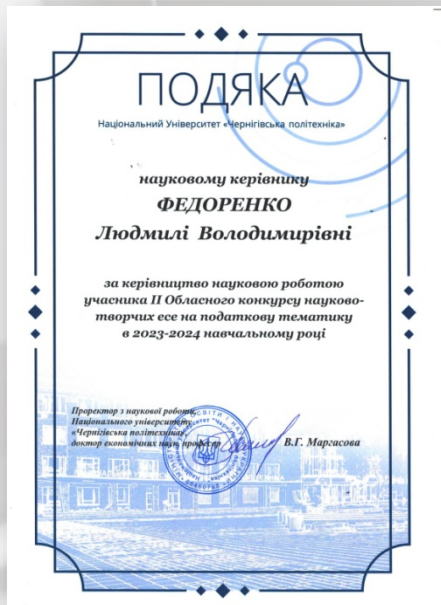 ПОДЯКА
Національний Університет «Чернігівська політехніка»
науковому керівнику
ФЕДОРЕНКО
Людмилі Володимирівні
за керівництво науковою роботою
учасника ІІ Обласного конкурсу науково-
творчих есе на податкову тематику
в 2023-2024 навчальному році
Проректор з наукової роботи
Національного університету
«Чернігівська політехніка»
доктор економічних наук, професор
В.Г. Маргасова